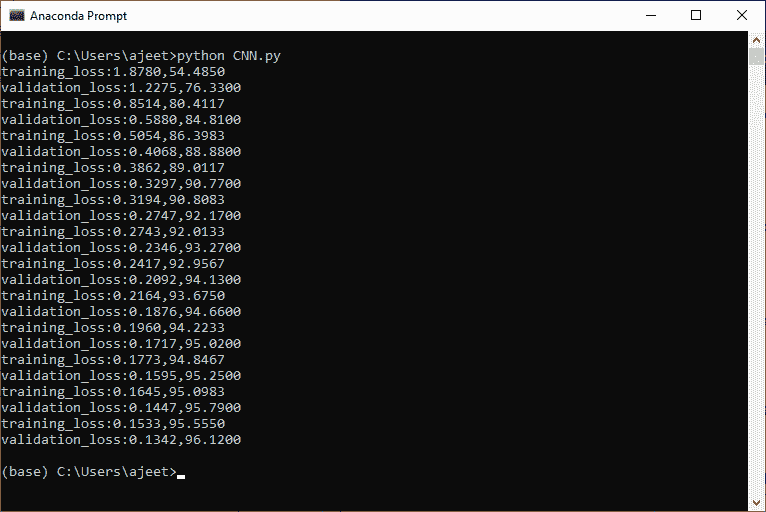 Anaconda Prompt
(base) C:\Users\ajeet>python CNN.py
training_loss:1.8780,54.4850
validation_loss:1.2275,76.3300
training_loss:0.8514,80.4117
validation_loss:0.5880,84.8100
training_loss:0.5054,86.3983
validation_loss:0.4068,88.8800
training_loss:0.3862,89.0117
validation_loss:0.3297,90.7700
training_loss:0.3194,90.8083
validation_loss:0.2747,92.1700
training_loss:0.2743,92.0133
validation_loss:0.2346,93.2700
training_loss:0.2417,92.9567
validation_loss:0.2092,94.1300
training_loss:0.2164,93.6750
validation_loss:0.1876,94.6600
training_loss:0.1960,94.2233
validation_loss:0.1717,95.0200
training_loss:0.1773,94.8467
validation_loss:0.1595,95.2500
training_loss:0.1645,95.0983
validation_loss:0.1447,95.7900
training_loss:0.1533,95.5550
validation_loss:0.1342,96.1200
(base) C:\Users\ajeet>